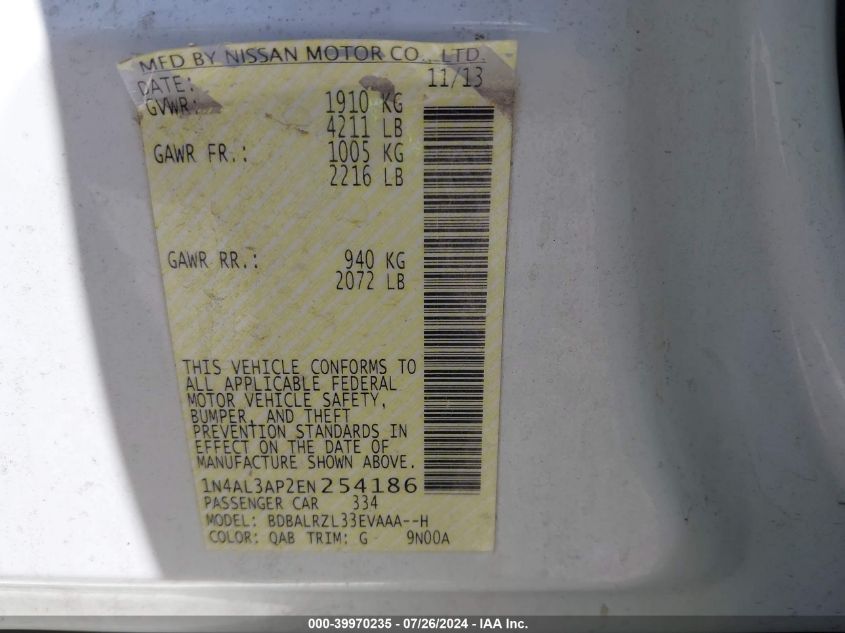 MFD BY NISSAN MOTOR CO., LTD.
DATE: 11/13
GVWR: 1910 KG
4211 LB
GAWR FR.: 1005 KG
2216 LB
GAWR RR.: 940 KG
2072 LB
THIS VEHICLE CONFORMS TO
ALL APPLICABLE FEDERAL
MOTOR VEHICLE SAFETY,
BUMPER, AND THEFT
PREVENTION STANDARDS IN
EFFECT ON THE DATE OF
MANUFACTURE SHOWN ABOVE.
1N4AL3AP2EN254186
PASSENGER CAR 334
MODEL: BDBALRZL33EVAAA--H
COLOR: QAB TRIM: G 9N00A
000-39970235 - 07/26/2024 - IAA Inc.